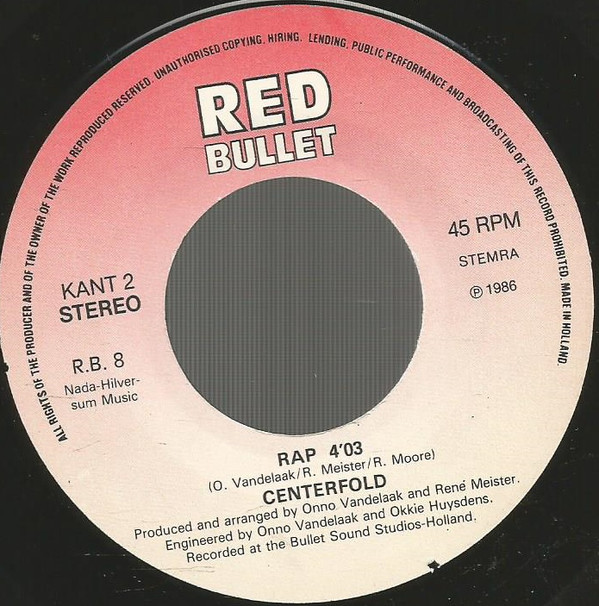 ALL RIGHTS OF THE PRODUCER AND OF THE OWNER OF THE WORK REPRODUCED RESERVED. UNAUTHORISED COPYING, HIRING, LENDING, PUBLIC PERFORMANCE AND BROADCASTING OF THIS RECORD PROHIBITED. MADE IN HOLLAND.
RED
BULLET
45 RPM
STEMRA
℗ 1986
KANT 2
STEREO
R.B. 8
Nada-Hilver-
sum Music
RAP 4'03
(O. Vandelaak/R. Meister/R. Moore)
CENTERFOLD
Produced and arranged by Onno Vandelaak and René Meister.
Engineered by Onno Vandelaak and Okkie Huysdens.
Recorded at the Bullet Sound Studios-Holland.